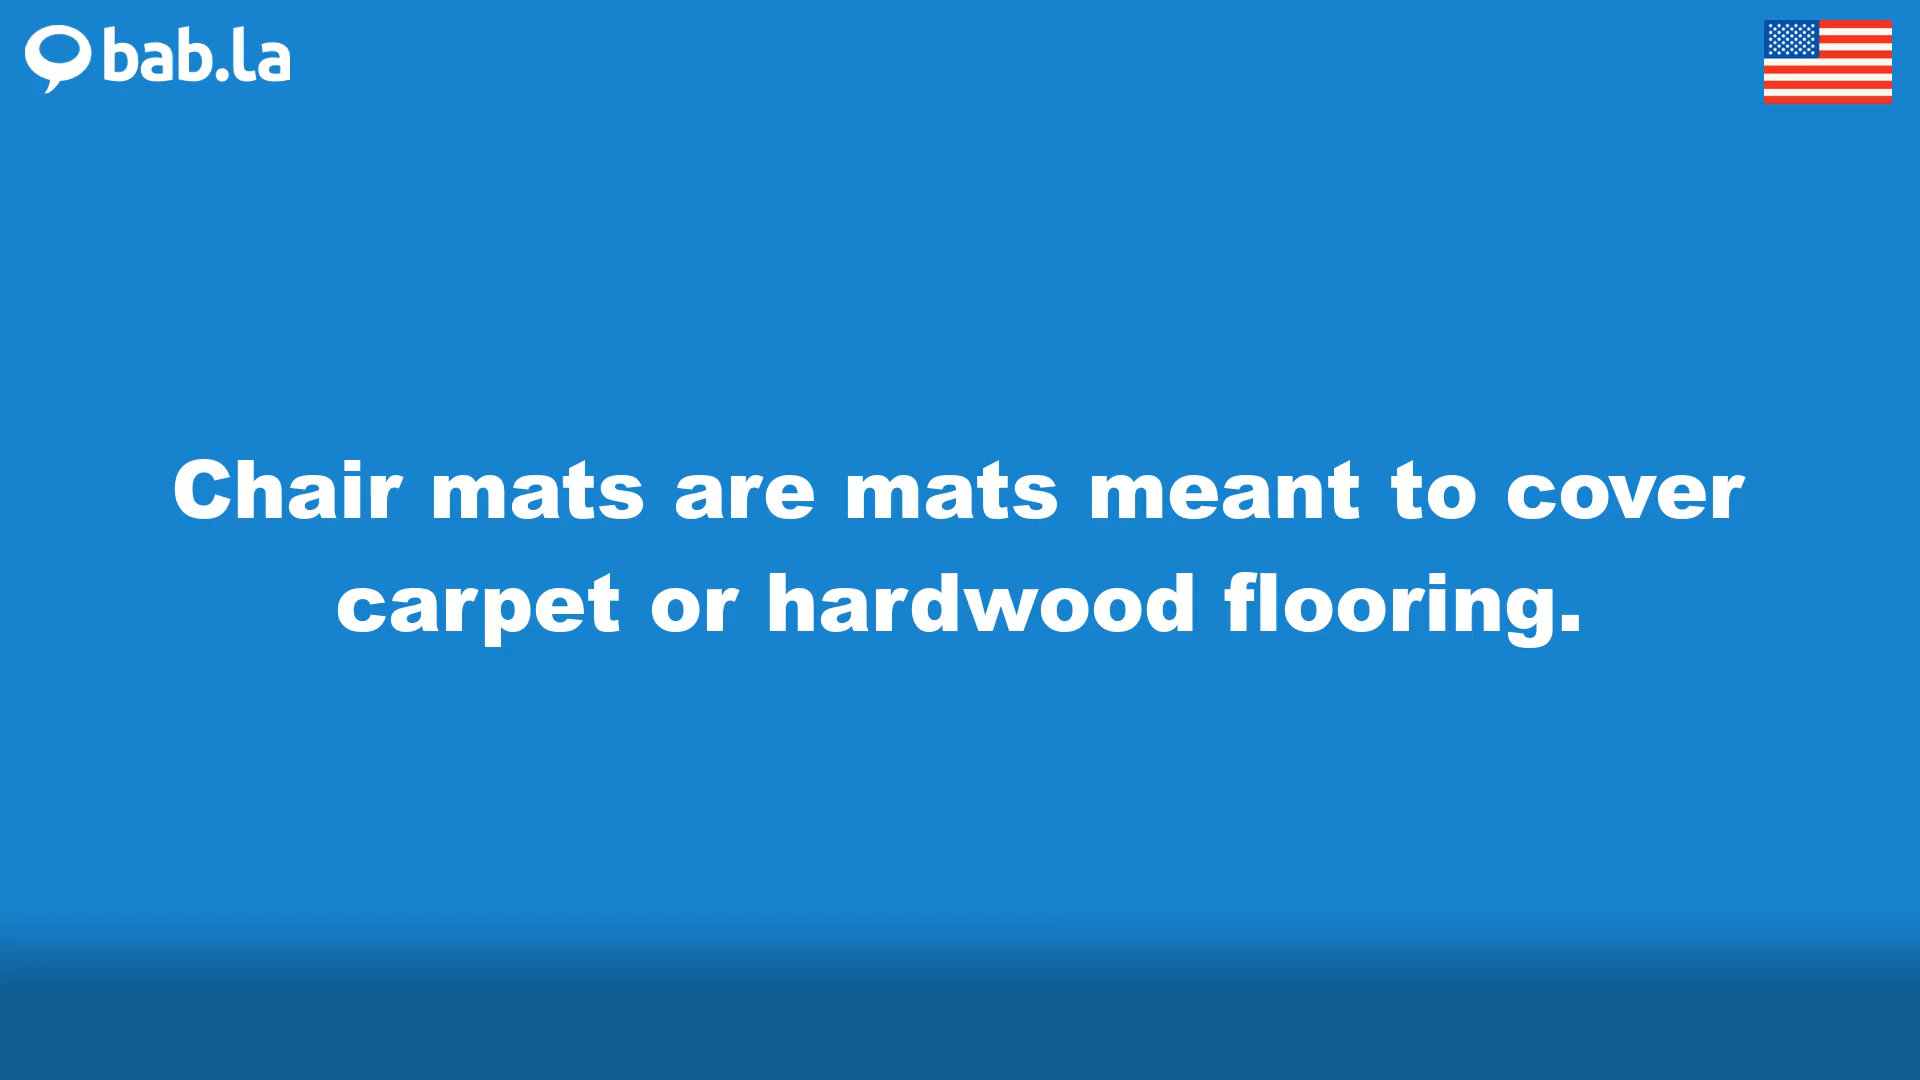 bab.la
Chair mats are mats meant to cover
carpet or hardwood flooring.